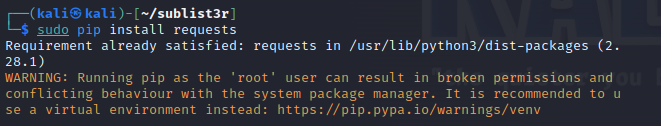 ┌──(kali㉿kali)-[~/sublist3r]
└─$ sudo pip install requests
Requirement already satisfied: requests in /usr/lib/python3/dist-packages (2.
28.1)
WARNING: Running pip as the 'root' user can result in broken permissions and
conflicting behaviour with the system package manager. It is recommended to u
se a virtual environment instead: https://pip.pypa.io/warnings/venv